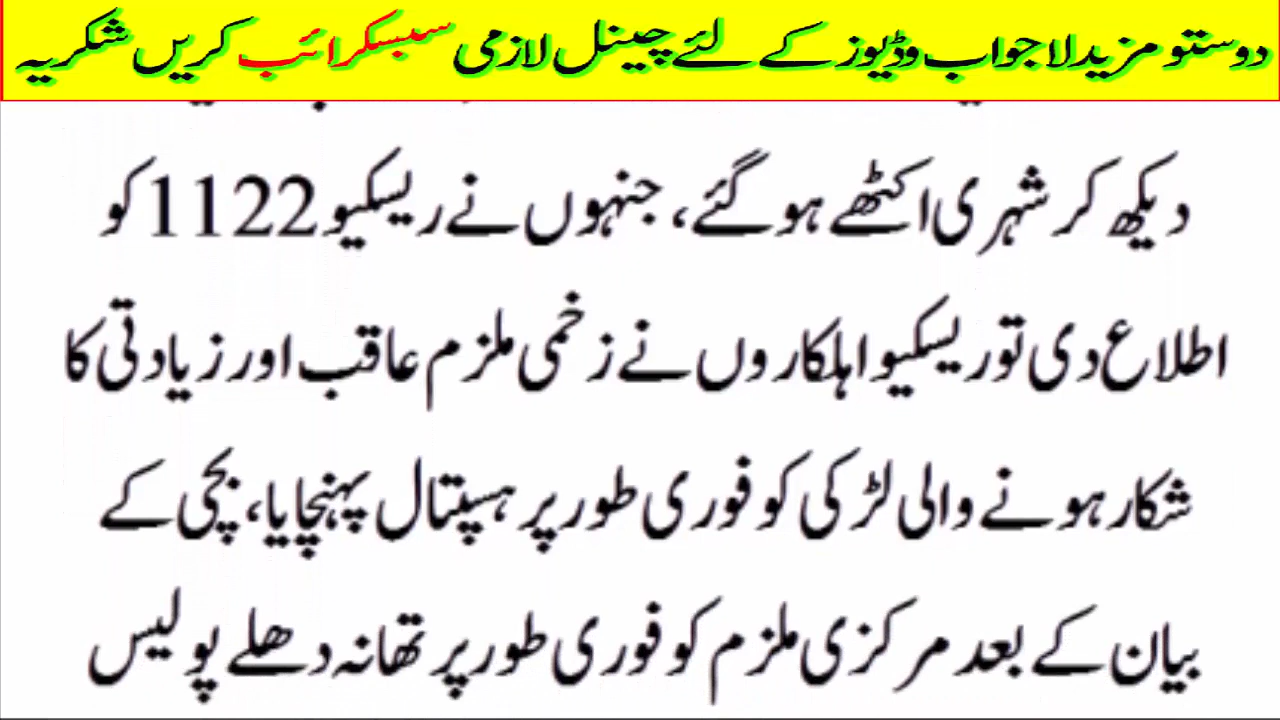 دوستو مزید لاجواب وڈیوز کے لئے چینل لازمی سبسکرائب کریں شکریہ
دیکھ کر شہری اکٹھے ہوگئے، جنہوں نے ریسکیو 1122 کو
اطلاع دی تو ریسکیو اہلکاروں نے زخمی ملزم عاقب اور زیادتی کا
شکار ہونے والی لڑکی کو فوری طور پر ہسپتال پہنچایا، بچی کے
بیان کے بعد مرکزی ملزم کو فوری طور پر تھانہ دھلے پولیس